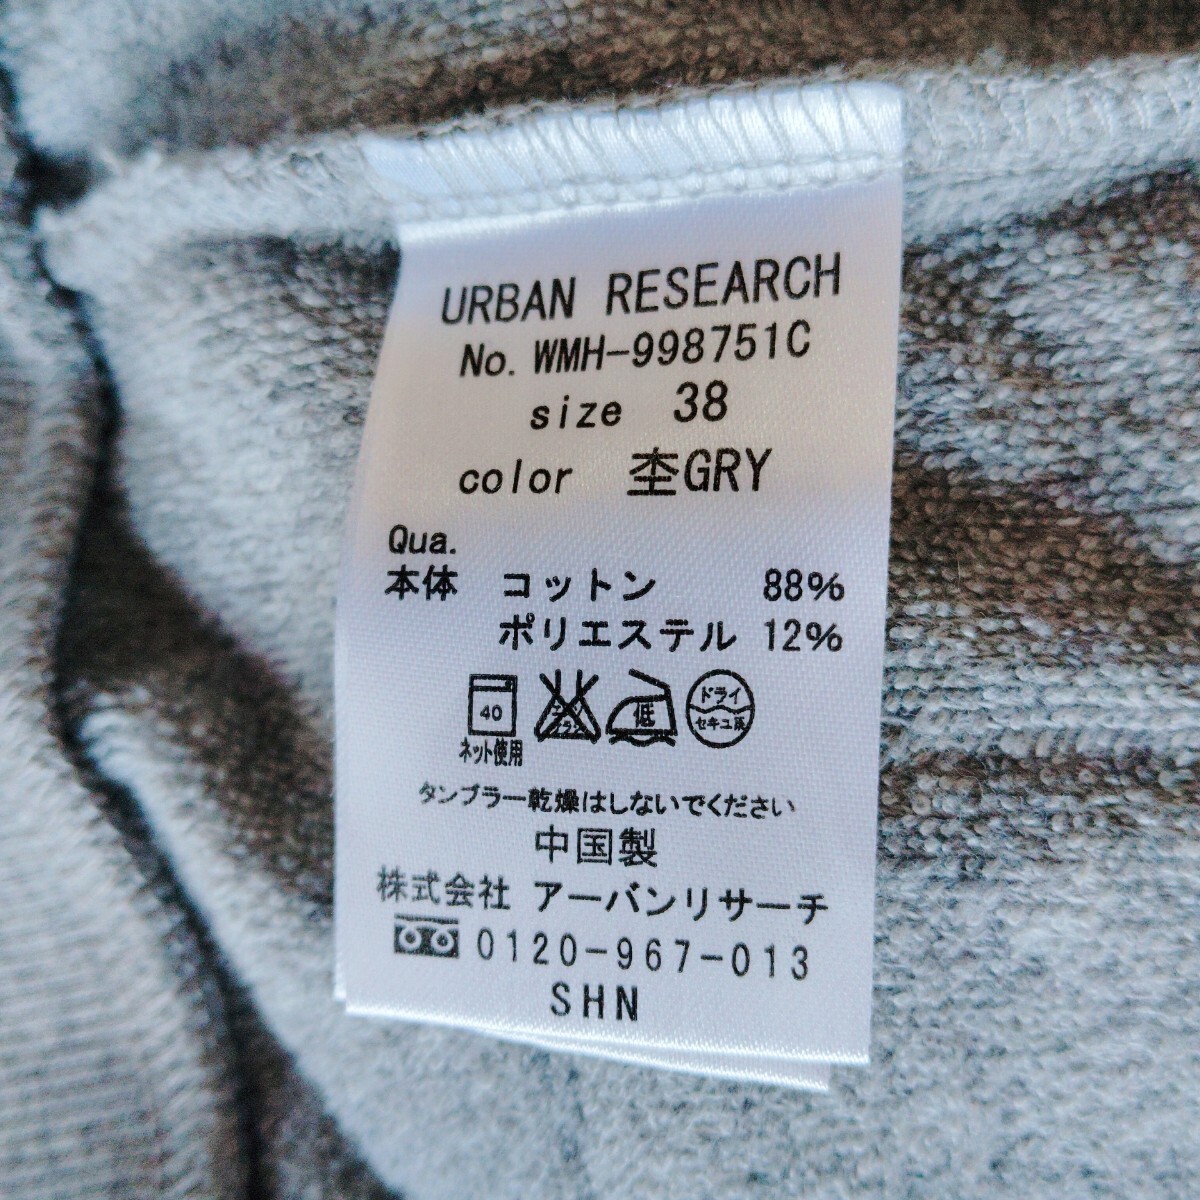 URBAN RESEARCH
No. WMH-998751C
size 38
color 杢GRY
Qua.
本体 コットン 88%
ポリエステル 12%
40 低 ドライ
セキユ系
ネット使用
タンブラー乾燥はしないでください
中国製
株式会社 アーバンリサーチ
0120-967-013
SHN